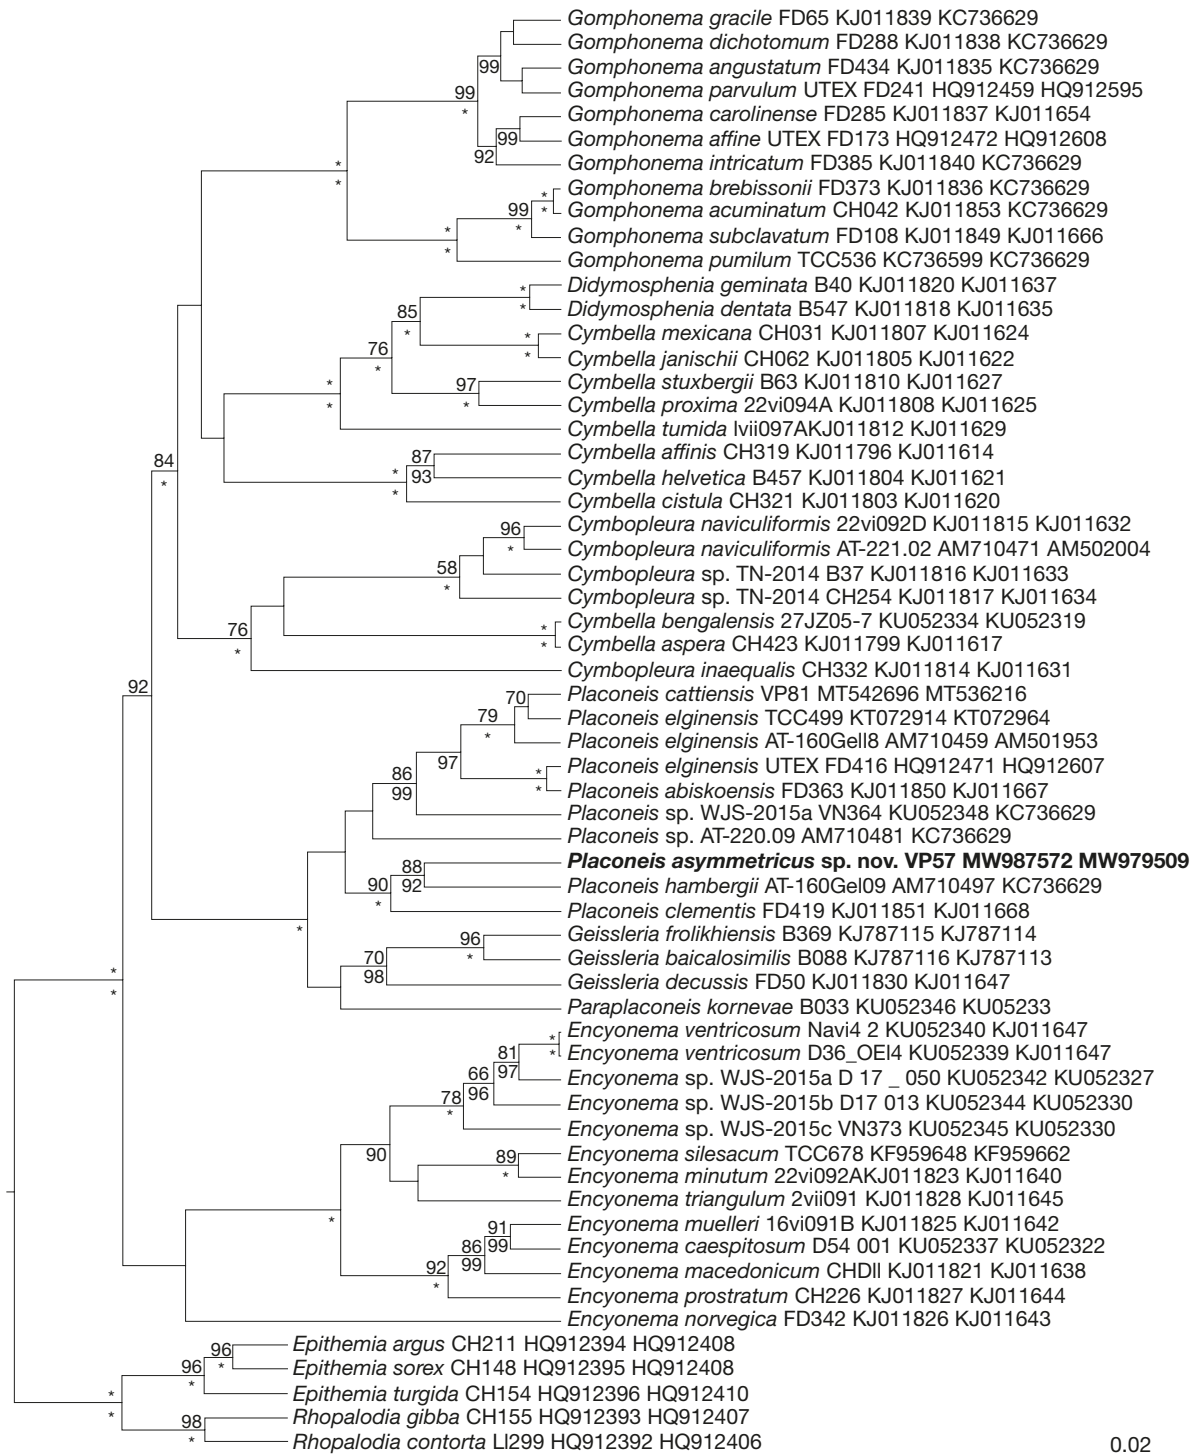 Gomphonema gracile FD65 KJ011839 KC736629
Gomphonema dichotomum FD288 KJ011838 KC736629
99
Gomphonema angustatum FD434 KJ011835 KC736629
99
Gomphonema parvulum UTEX FD241 HQ912459 HQ912595
*
Gomphonema carolinense FD285 KJ011837 KJ011654
99
Gomphonema affine UTEX FD173 HQ912472 HQ912608
92
Gomphonema intricatum FD385 KJ011840 KC736629
*
*
Gomphonema brebissonii FD373 KJ011836 KC736629
*
*
99
Gomphonema acuminatum CH042 KJ011853 KC736629
*
*
Gomphonema subclavatum FD108 KJ011849 KJ011666
*
Gomphonema pumilum TCC536 KC736599 KC736629
Didymosphenia geminata B40 KJ011820 KJ011637
*
*
Didymosphenia dentata B547 KJ011818 KJ011635
85
*
Cymbella mexicana CH031 KJ011807 KJ011624
*
*
76
*
Cymbella janischii CH062 KJ011805 KJ011622
*
*
Cymbella stuxbergii B63 KJ011810 KJ011627
97
*
Cymbella proxima 22vi094A KJ011808 KJ011625
Cymbella tumida lvii097AKJ011812 KJ011629
Cymbella affinis CH319 KJ011796 KJ011614
84
*
87
93
*
*
Cymbella helvetica B457 KJ011804 KJ011621
Cymbella cistula CH321 KJ011803 KJ011620
Cymbopleura naviculiformis 22vi092D KJ011815 KJ011632
96
*
Cymbopleura naviculiformis AT-221.02 AM710471 AM502004
58
*
Cymbopleura sp. TN-2014 B37 KJ011816 KJ011633
Cymbopleura sp. TN-2014 CH254 KJ011817 KJ011634
Cymbella bengalensis 27JZ05-7 KU052334 KU052319
76
*
*
*
Cymbella aspera CH423 KJ011799 KJ011617
Cymbopleura inaequalis CH332 KJ011814 KJ011631
92
70
Placoneis cattiensis VP81 MT542696 MT536216
79
*
Placoneis elginensis TCC499 KT072914 KT072964
Placoneis elginensis AT-160Gell8 AM710459 AM501953
97
Placoneis elginensis UTEX FD416 HQ912471 HQ912607
86
99
*
*
Placoneis abiskoensis FD363 KJ011850 KJ011667
Placoneis sp. WJS-2015a VN364 KU052348 KC736629
Placoneis sp. AT-220.09 AM710481 KC736629
Placoneis asymmetricus sp. nov. VP57 MW987572 MW979509
88
92
90
*
Placoneis hambergii AT-160Gel09 AM710497 KC736629
Placoneis clementis FD419 KJ011851 KJ011668
*
Geissleria frolikhiensis B369 KJ787115 KJ787114
96
*
70
98
Geissleria baicalosimilis B088 KJ787116 KJ787113
Geissleria decussis FD50 KJ011830 KJ011647
*
*
Paraplaconeis kornevae B033 KU052346 KU05233
Encyonema ventricosum Navi4 2 KU052340 KJ011647
*
*
81
97
Encyonema ventricosum D36_OEI4 KU052339 KJ011647
66
96
Encyonema sp. WJS-2015a D 17 _ 050 KU052342 KU052327
78
*
Encyonema sp. WJS-2015b D17 013 KU052344 KU052330
Encyonema sp. WJS-2015c VN373 KU052345 KU052330
90
89
*
Encyonema silesacum TCC678 KF959648 KF959662
Encyonema minutum 22vi092AKJ011823 KJ011640
Encyonema triangulum 2vii091 KJ011828 KJ011645
*
91
99
Encyonema muelleri 16vi091B KJ011825 KJ011642
86
99
Encyonema caespitosum D54 001 KU052337 KU052322
92
*
Encyonema macedonicum CHDII KJ011821 KJ011638
Encyonema prostratum CH226 KJ011827 KJ011644
Encyonema norvegica FD342 KJ011826 KJ011643
96
*
Epithemia argus CH211 HQ912394 HQ912408
96
*
Epithemia sorex CH148 HQ912395 HQ912408
*
*
Epithemia turgida CH154 HQ912396 HQ912410
98
*
Rhopalodia gibba CH155 HQ912393 HQ912407
Rhopalodia contorta LI299 HQ912392 HQ912406
0.02